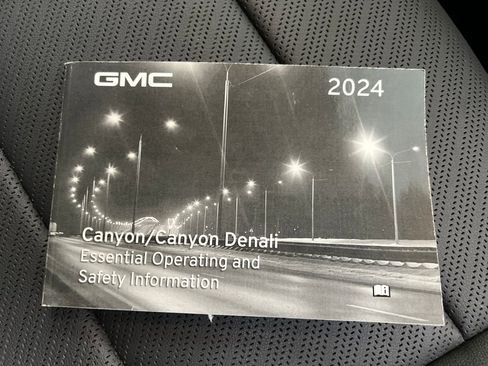 GMC 2024
Canyon/Canyon Denali
Essential Operating and
Safety Information